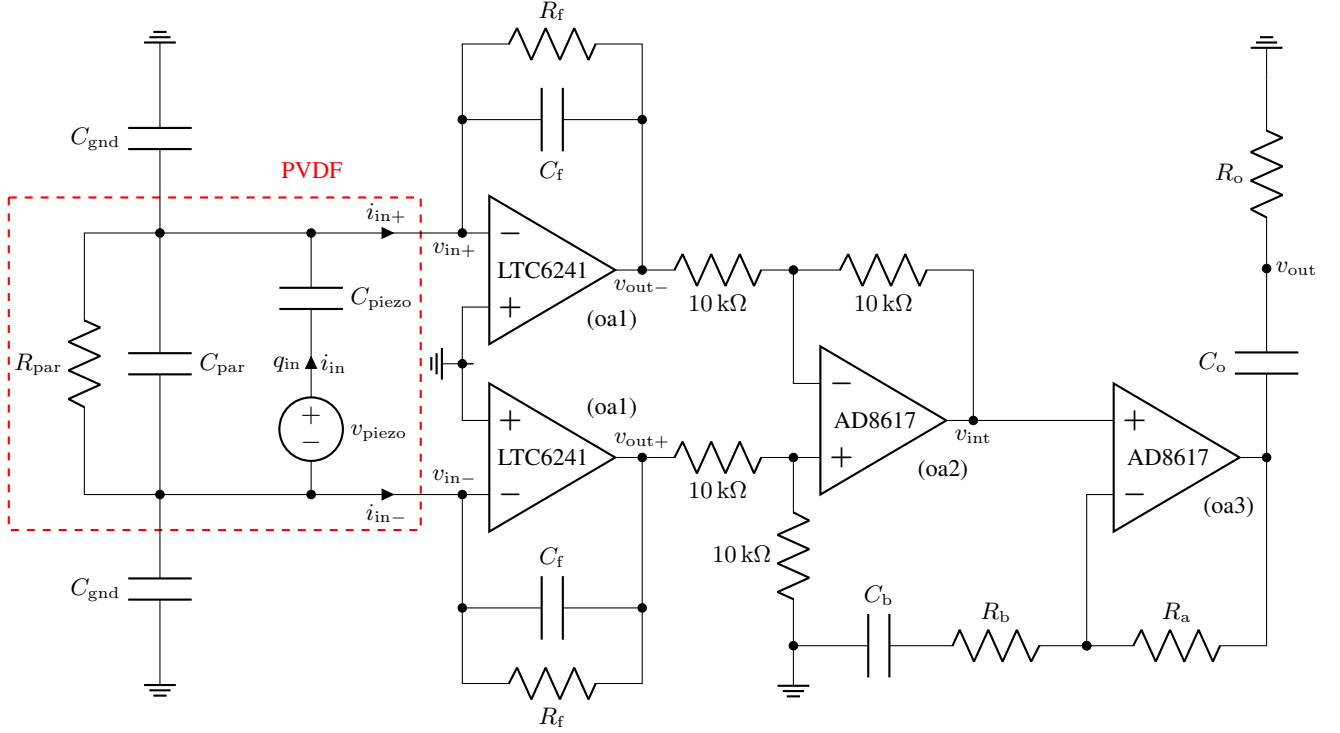 R_f
C_gnd
C_f
PVDF
R_o
i_in+
v_in+
−
LTC6241
+
(oa1)
v_out−
10 kΩ
10 kΩ
v_out
C_piezo
R_par
C_par
q_in
i_in
C_o
+
−
v_piezo
(oa1)
+
LTC6241
−
v_out+
10 kΩ
−
AD8617
+
(oa2)
v_int
+
AD8617
−
(oa3)
v_in−
i_in−
10 kΩ
C_gnd
C_f
C_b
R_b
R_a
R_f